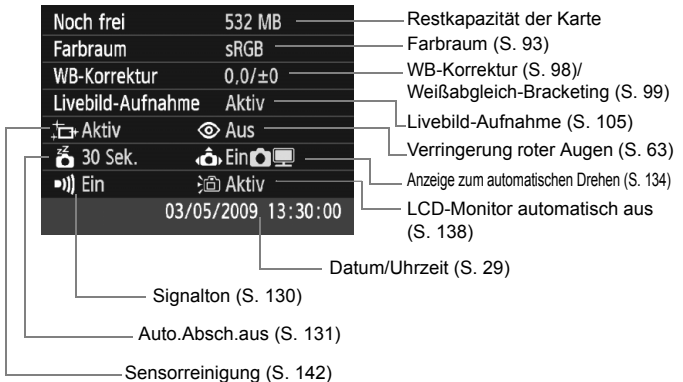 Noch frei 532 MB
Farbraum sRGB
WB-Korrektur 0,0/±0
Livebild-Aufnahme Aktiv
Aktiv Aus
zz 30 Sek. Ein
Ein Aktiv
03/05/2009 13:30:00
Restkapazität der Karte
Farbraum (S. 93)
WB-Korrektur (S. 98)/
Weißabgleich-Bracketing (S. 99)
Livebild-Aufnahme (S. 105)
Verringerung roter Augen (S. 63)
Anzeige zum automatischen Drehen (S. 134)
LCD-Monitor automatisch aus
(S. 138)
Datum/Uhrzeit (S. 29)
Signalton (S. 130)
Auto.Absch.aus (S. 131)
Sensorreinigung (S. 142)